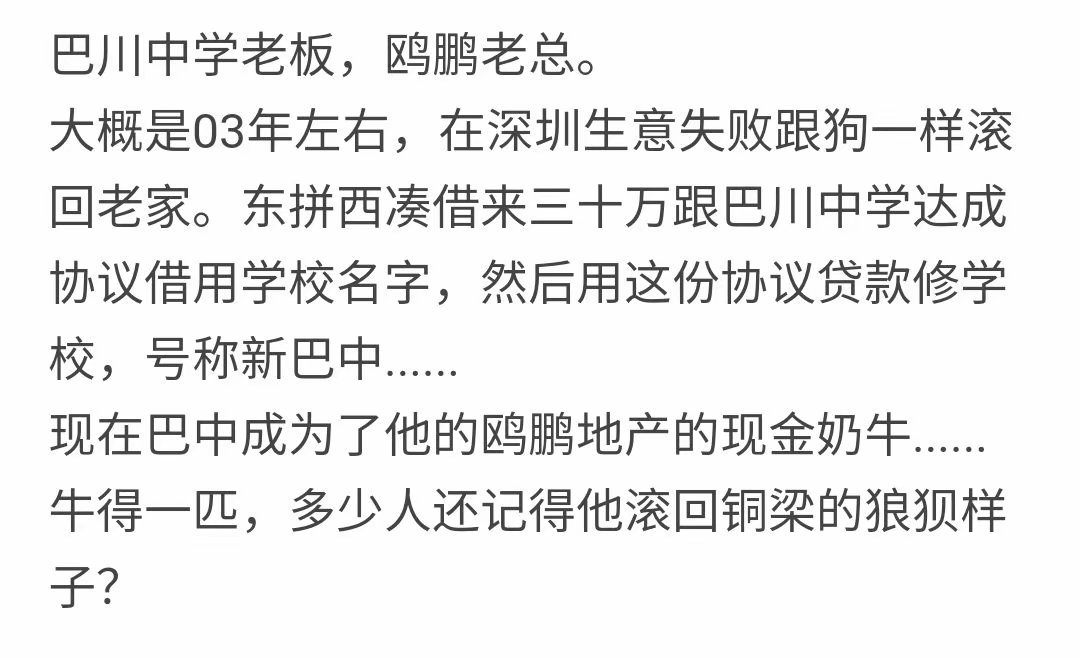 巴川中学老板，鸥鹏老总。
大概是03年左右，在深圳生意失败跟狗一样滚
回老家。东拼西凑借来三十万跟巴川中学达成
协议借用学校名字，然后用这份协议贷款修学
校，号称新巴中......
现在巴中成为了他的鸥鹏地产的现金奶牛......
牛得一匹，多少人还记得他滚回铜梁的狼狈样
子？